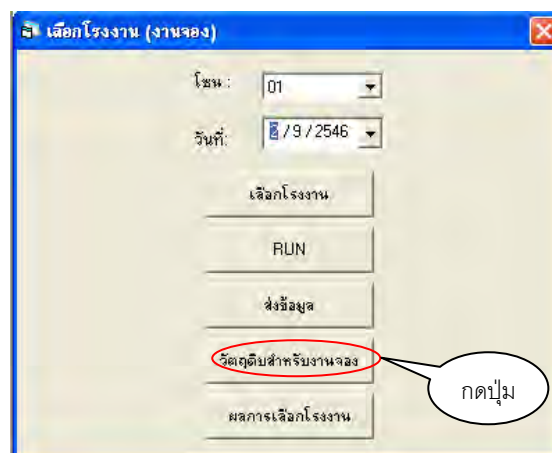 เลือกโรงงาน (งานจอง)
โซน : 01
วันที่: 2/9/2546
เลือกโรงงาน
RUN
ส่งข้อมูล
วัตถุดิบสำหรับงานจอง
กดปุ่ม
ผลการเลือกโรงงาน